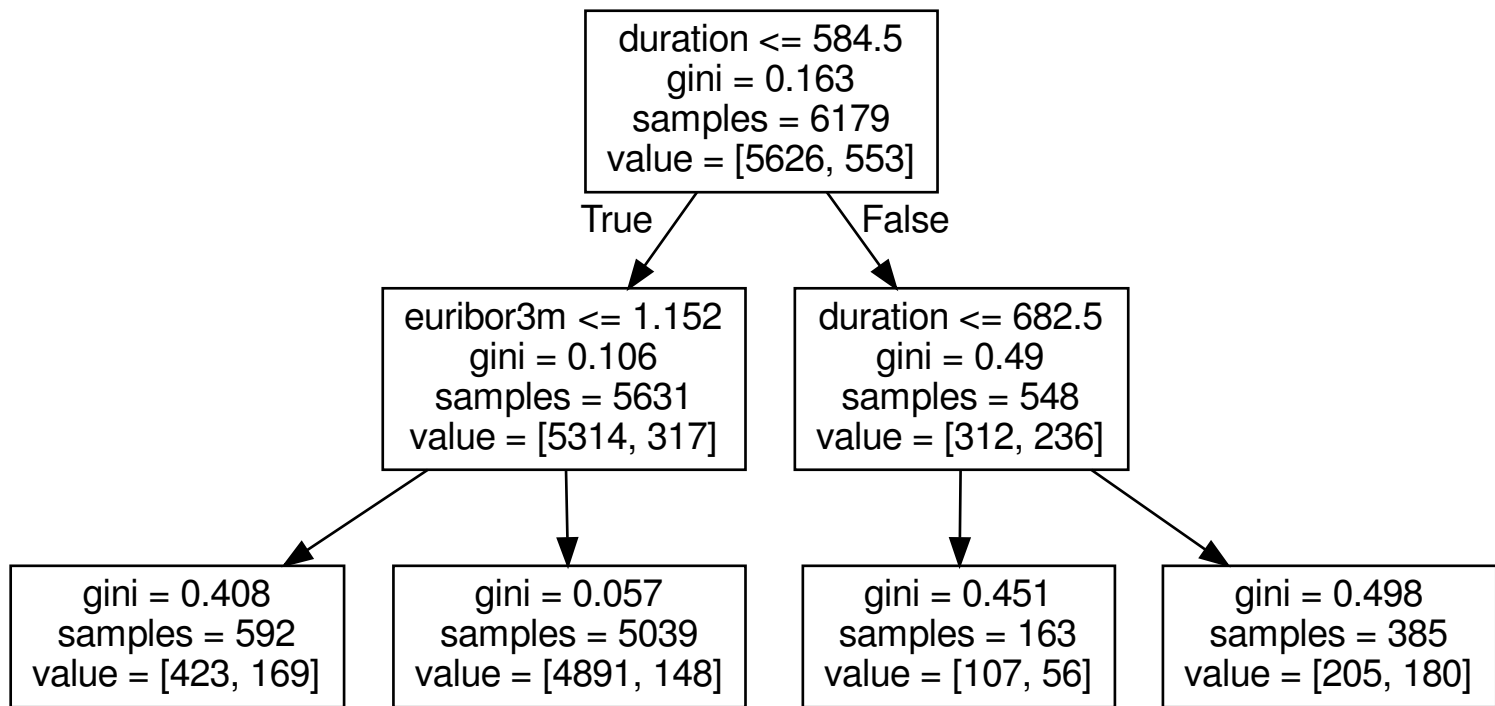 duration <= 584.5
gini = 0.163
samples = 6179
value = [5626, 553]
True
False
euribor3m <= 1.152
gini = 0.106
samples = 5631
value = [5314, 317]
duration <= 682.5
gini = 0.49
samples = 548
value = [312, 236]
gini = 0.408
samples = 592
value = [423, 169]
gini = 0.057
samples = 5039
value = [4891, 148]
gini = 0.451
samples = 163
value = [107, 56]
gini = 0.498
samples = 385
value = [205, 180]